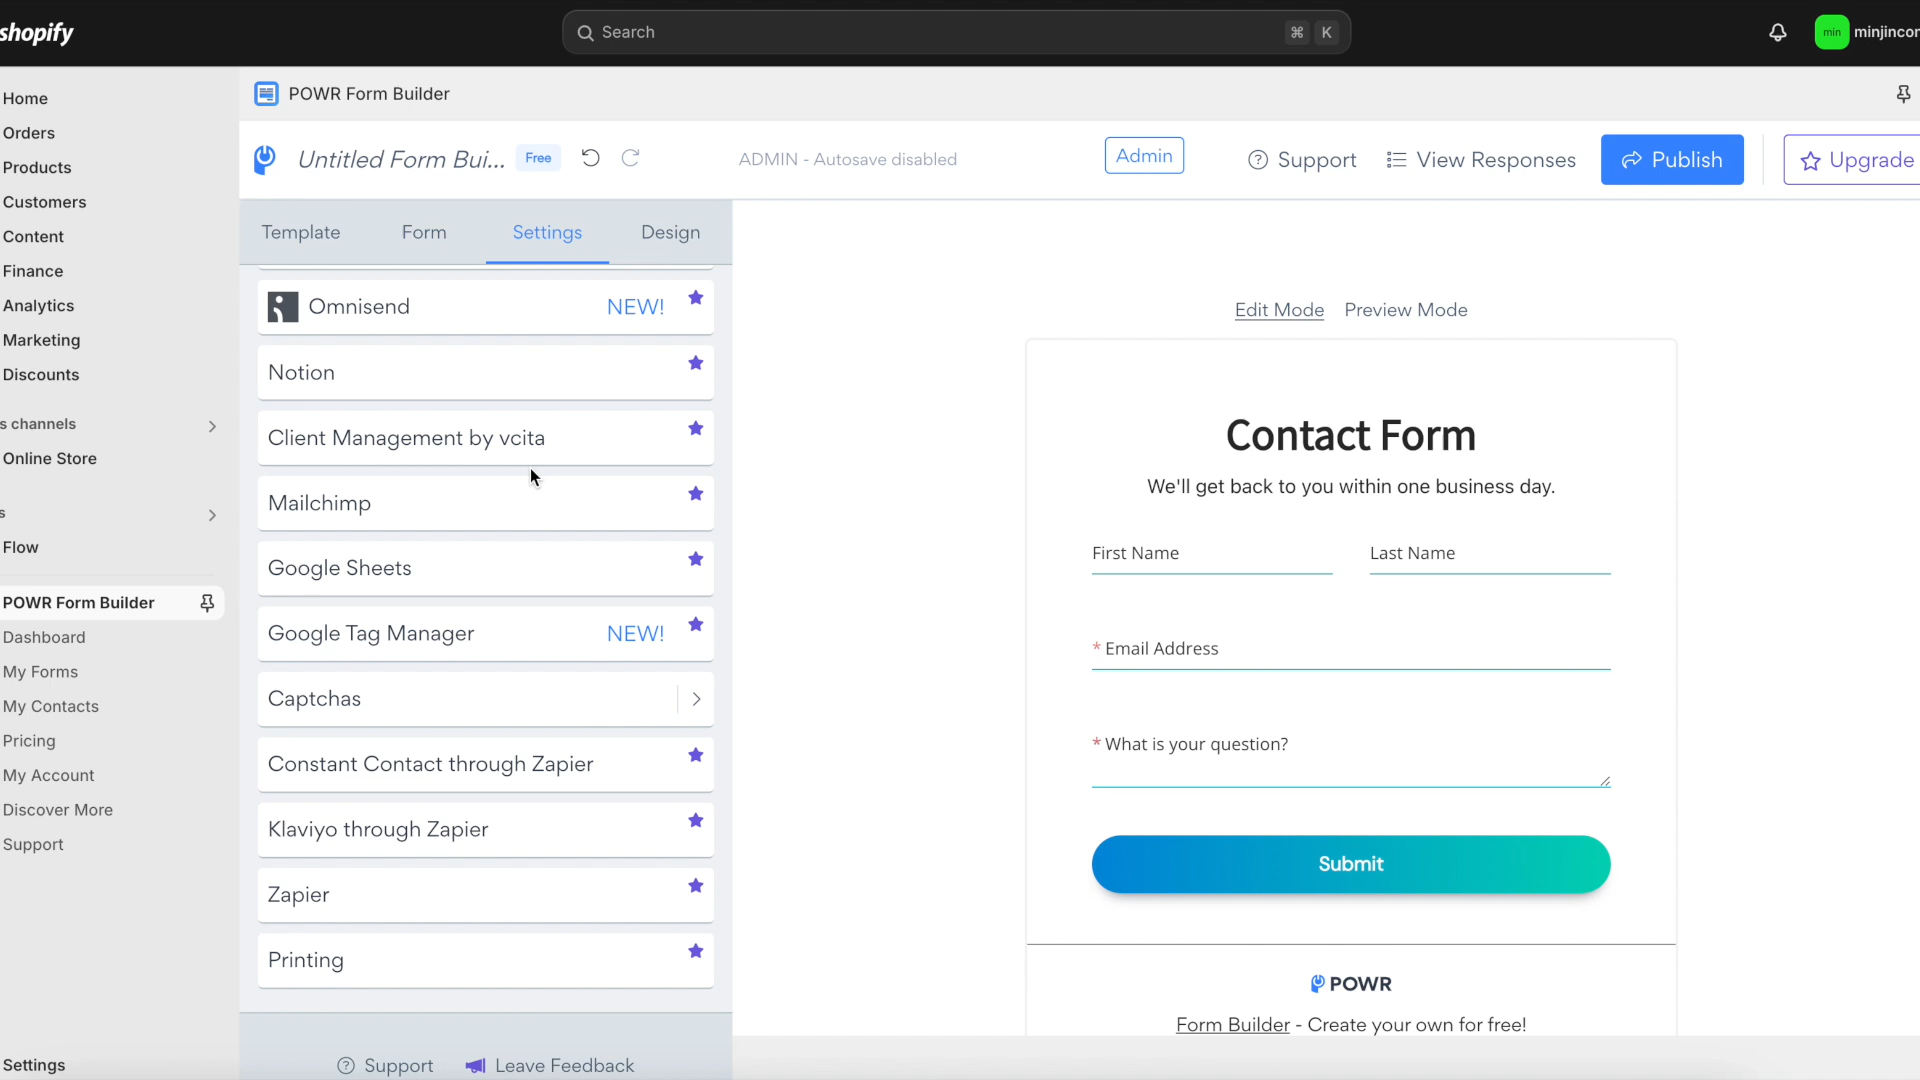 shopify
Search
⌘ K
min
minjincor
Home
Orders
Products
Customers
Content
Finance
Analytics
Marketing
Discounts
s channels
Online Store
s
Flow
POWR Form Builder
Dashboard
My Forms
My Contacts
Pricing
My Account
Discover More
Support
Settings
POWR Form Builder
Untitled Form Bui...
Free
ADMIN - Autosave disabled
Admin
Support
View Responses
Publish
Upgrade
Template
Form
Settings
Design
Omnisend NEW!
Notion
Client Management by vcita
Mailchimp
Google Sheets
Google Tag Manager NEW!
Captchas
Constant Contact through Zapier
Klaviyo through Zapier
Zapier
Printing
Support
Leave Feedback
Edit Mode
Preview Mode
Contact Form
We'll get back to you within one business day.
First Name
Last Name
* Email Address
* What is your question?
Submit
POWR
Form Builder - Create your own for free!